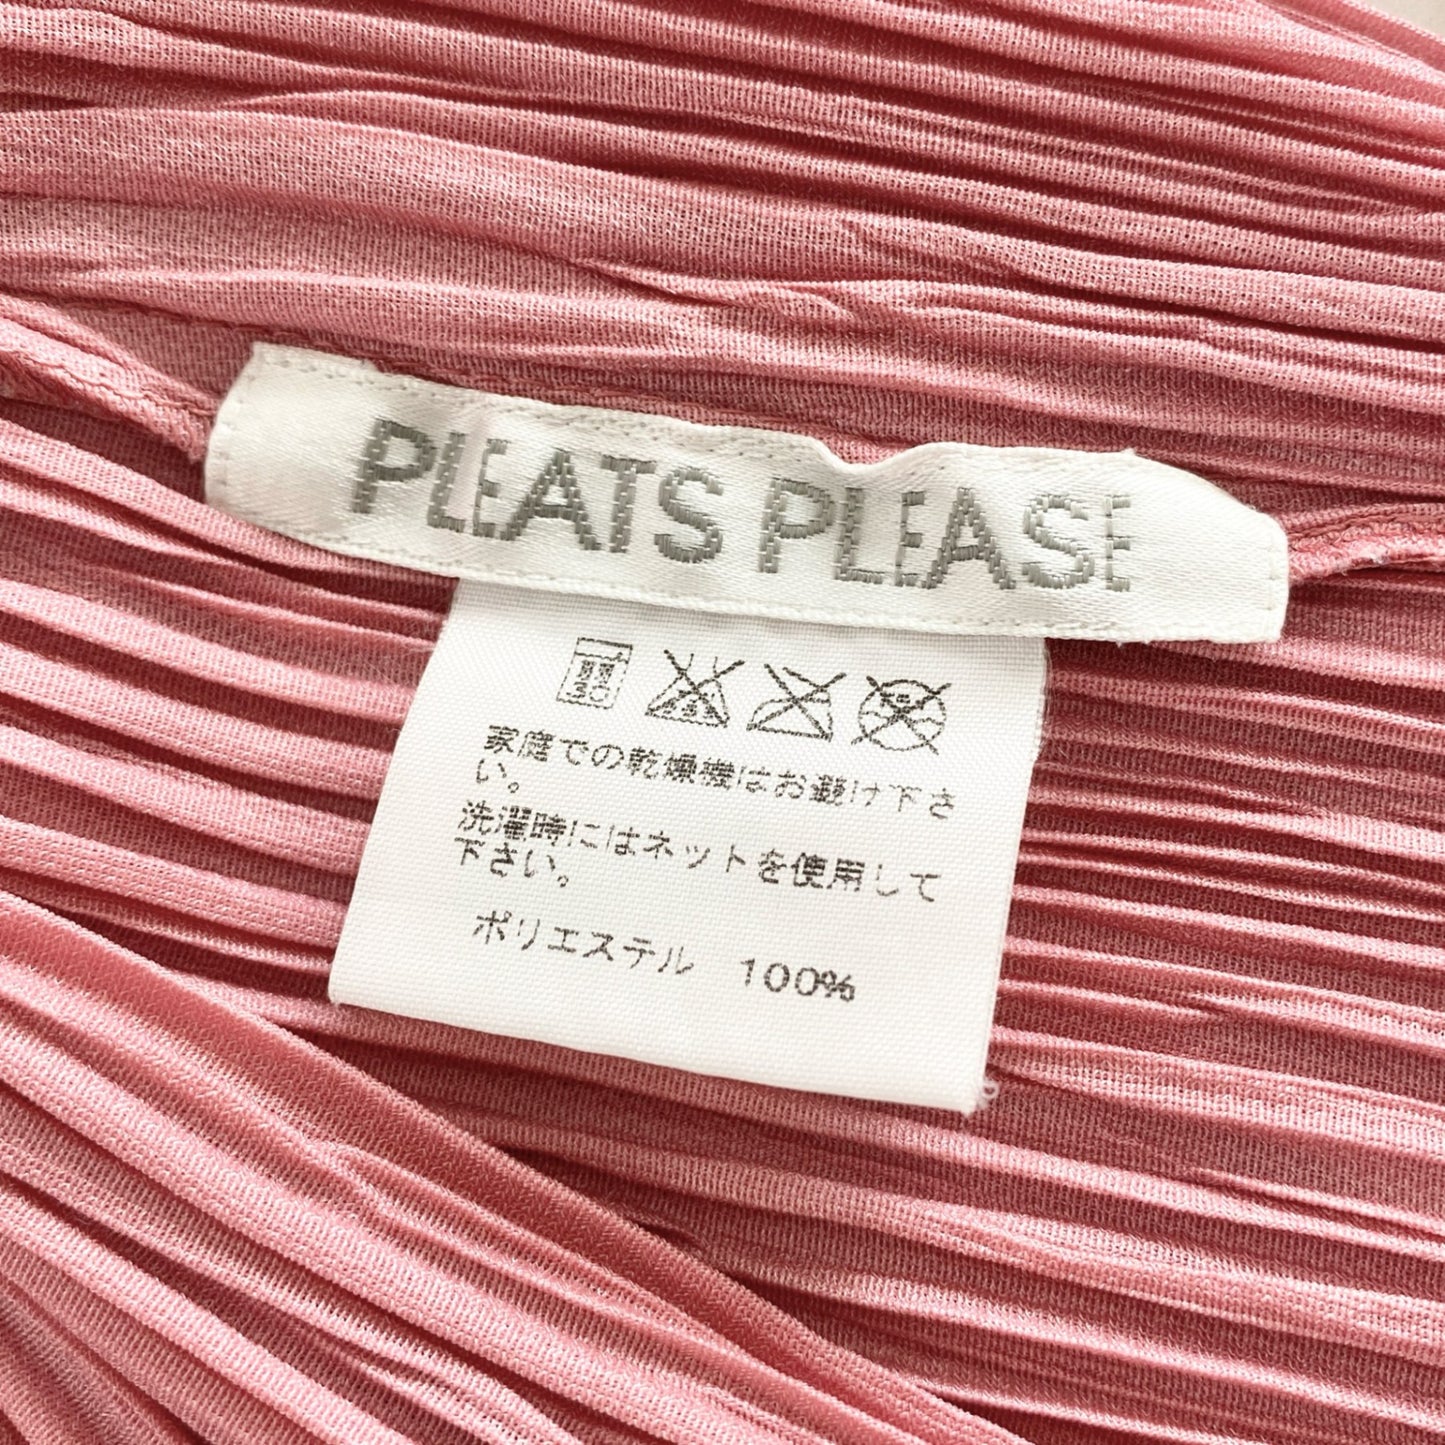 PLEATS PLEASE
30
家庭での乾燥機はお避け下さ
い。
洗濯時にはネットを使用して
下さい。
ポリエステル 100%